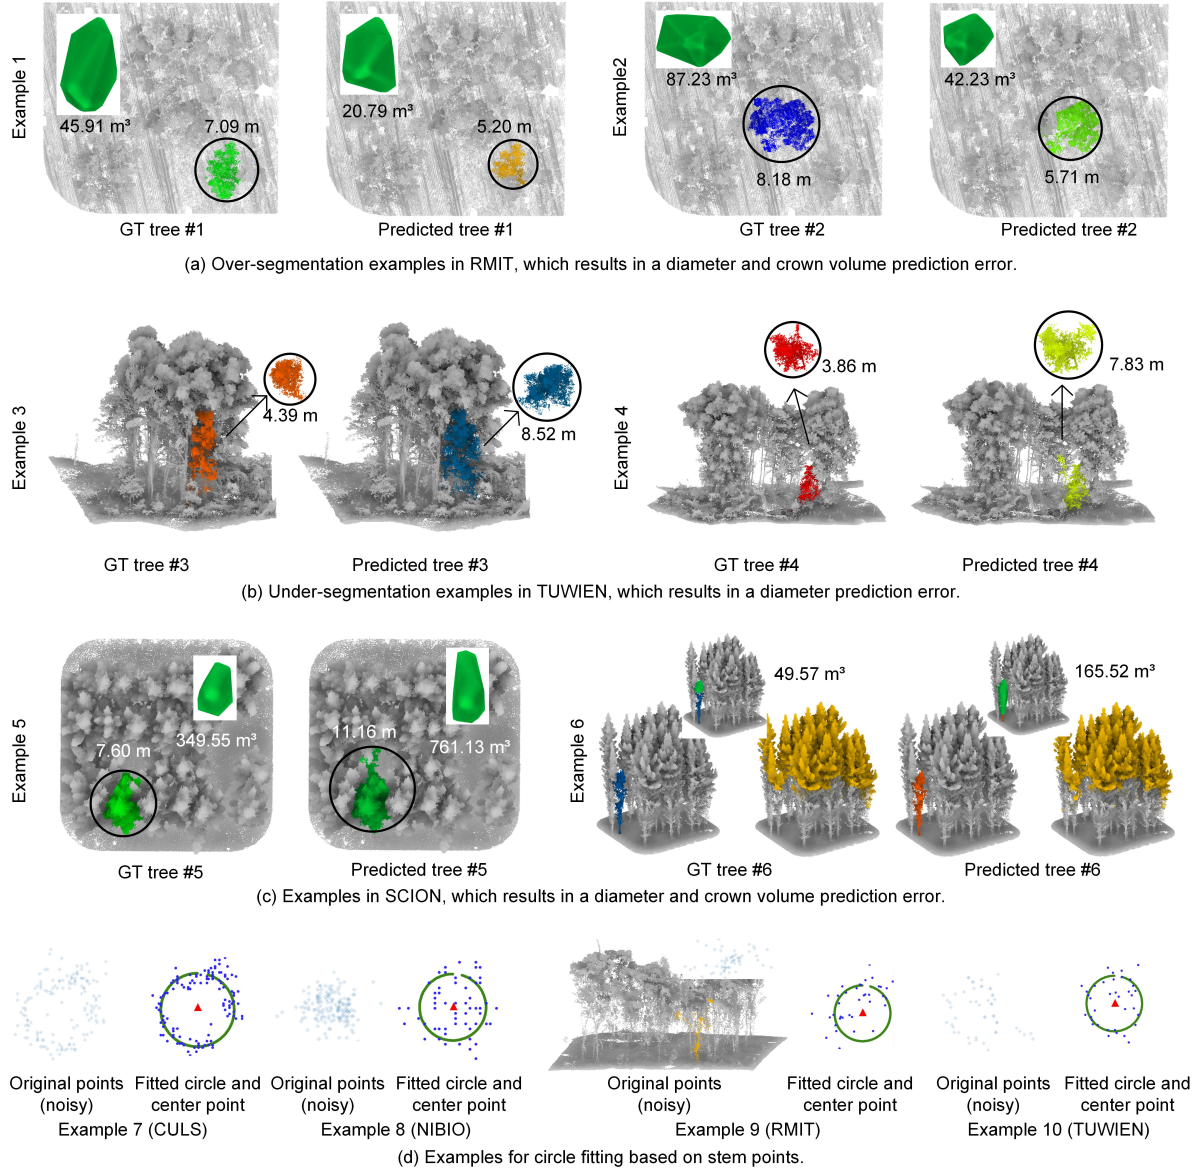 Example 1
45.91 m³
7.09 m
GT tree #1
20.79 m³
5.20 m
Predicted tree #1
Example2
87.23 m³
8.18 m
GT tree #2
42.23 m³
5.71 m
Predicted tree #2
(a) Over-segmentation examples in RMIT, which results in a diameter and crown volume prediction error.
Example 3
4.39 m
GT tree #3
8.52 m
Predicted tree #3
Example 4
3.86 m
GT tree #4
7.83 m
Predicted tree #4
(b) Under-segmentation examples in TUWIEN, which results in a diameter prediction error.
Example 5
7.60 m
349.55 m³
GT tree #5
11.16 m
761.13 m³
Predicted tree #5
Example 6
49.57 m³
GT tree #6
165.52 m³
Predicted tree #6
(c) Examples in SCION, which results in a diameter and crown volume prediction error.
Original points
(noisy)
Fitted circle and
center point
Example 7 (CULS)
Original points
(noisy)
Fitted circle and
center point
Example 8 (NIBIO)
Original points
(noisy)
Fitted circle and
center point
Example 9 (RMIT)
Original points
(noisy)
Fitted circle and
center point
Example 10 (TUWIEN)
(d) Examples for circle fitting based on stem points.